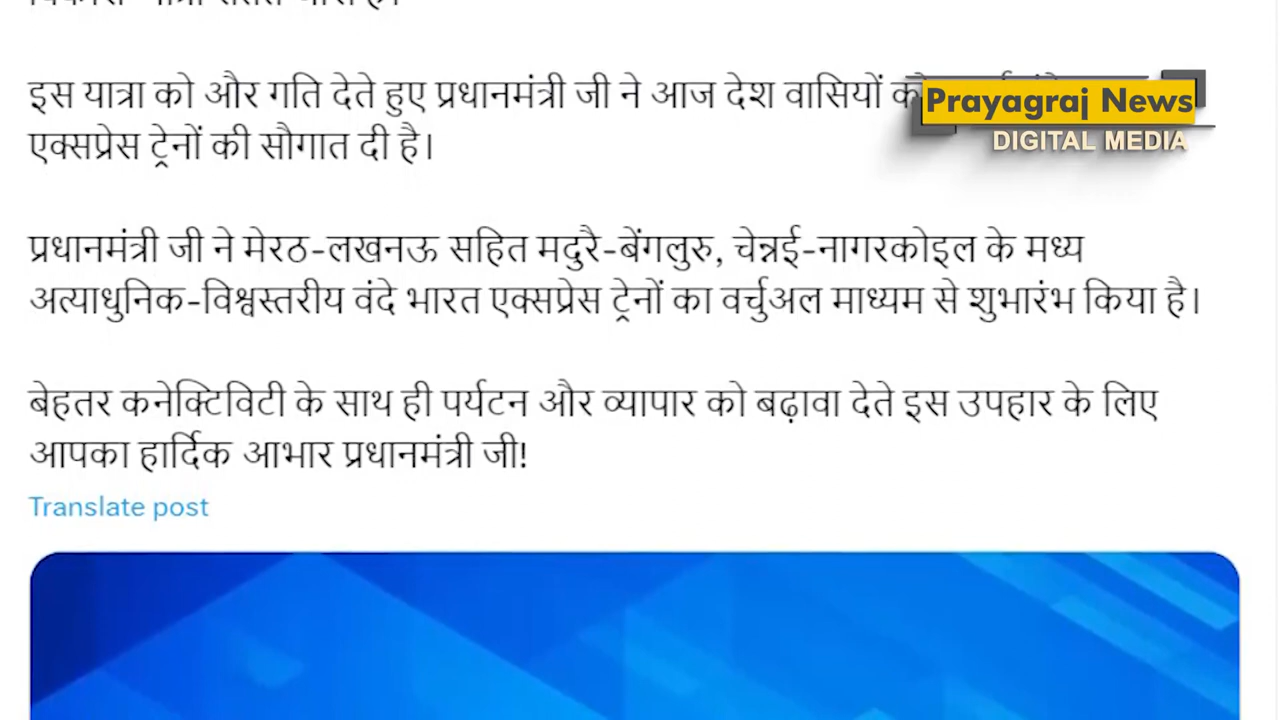 इस यात्रा को और गति देते हुए प्रधानमंत्री जी ने आज देश वासियों
एक्सप्रेस ट्रेनों की सौगात दी है।
प्रधानमंत्री जी ने मेरठ-लखनऊ सहित मदुरै-बेंगलुरु, चेन्नई-नागरकोइल के मध्य
अत्याधुनिक-विश्वस्तरीय वंदे भारत एक्सप्रेस ट्रेनों का वर्चुअल माध्यम से शुभारंभ किया है।
बेहतर कनेक्टिविटी के साथ ही पर्यटन और व्यापार को बढ़ावा देते इस उपहार के लिए
आपका हार्दिक आभार प्रधानमंत्री जी!
Translate post
Prayagraj News
DIGITAL MEDIA